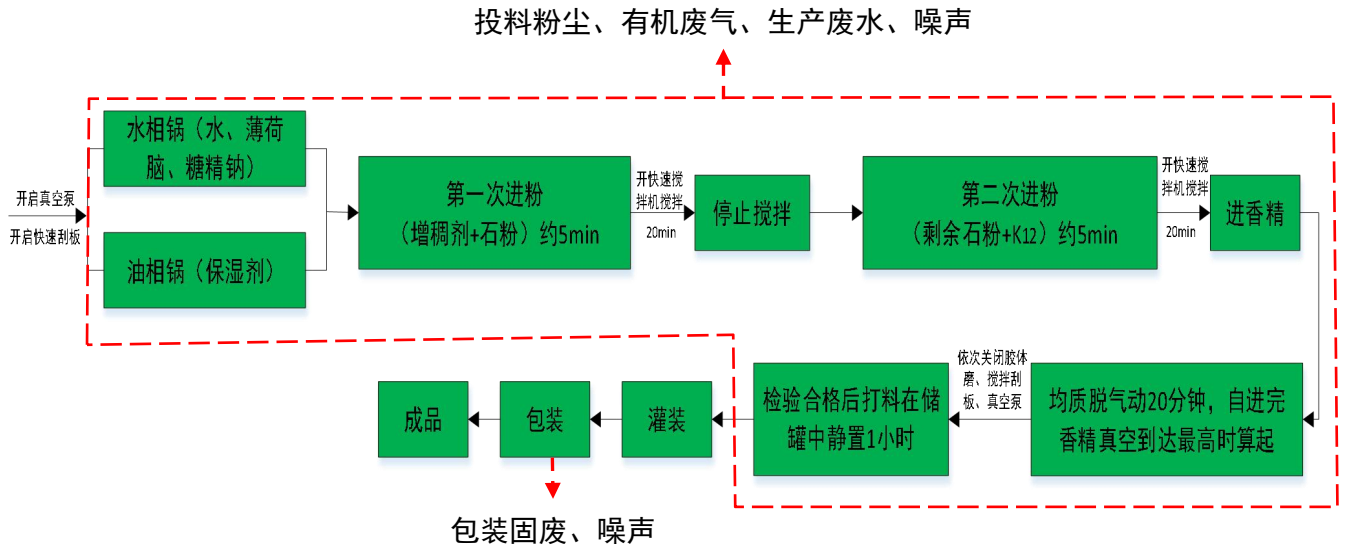 投料粉尘、有机废气、生产废水、噪声
水相锅（水、薄荷
脑、糖精钠）
开启真空泵
开启快速刮板
油相锅（保湿剂）
第一次进粉
（增稠剂+石粉）约5min
开快速搅
拌机搅拌
20min
停止搅拌
第二次进粉
（剩余石粉+K12）约5min
开快速搅
拌机搅拌
20min
进香精
均质脱气动20分钟，自进完
香精真空到达最高时算起
依次关闭胶体
磨、搅拌刮
板、真空泵
检验合格后打料在储
罐中静置1小时
灌装
包装
成品
包装固废、噪声